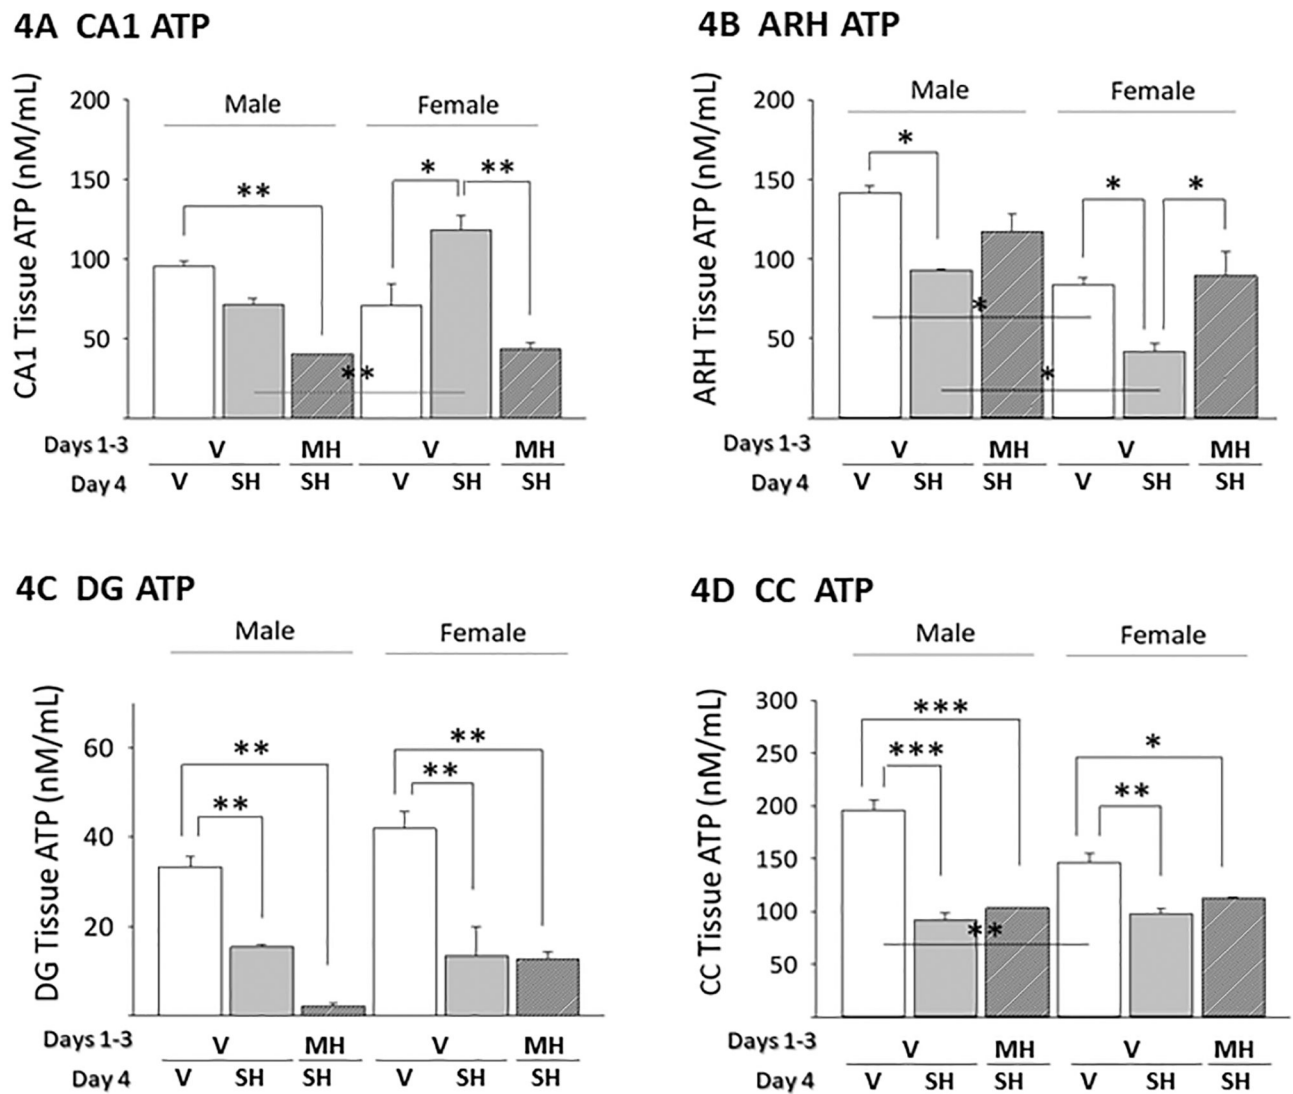 4A CA1 ATP
CA1 Tissue ATP (nM/mL)
200
150
100
50
Male
Female
**
*
**
**
Days 1-3 V MH V MH
Day 4 V SH SH V SH SH
4B ARH ATP
ARH Tissue ATP (nM/mL)
200
150
100
50
Male
Female
*
*
*
*
*
Days 1-3 V MH V MH
Day 4 V SH SH V SH SH
4C DG ATP
DG Tissue ATP (nM/mL)
60
40
20
Male
Female
**
**
**
**
Days 1-3 V MH V MH
Day 4 V SH SH V SH SH
4D CC ATP
CC Tissue ATP (nM/mL)
300
250
200
150
100
50
Male
Female
***
***
*
**
**
Days 1-3 V MH V MH
Day 4 V SH SH V SH SH